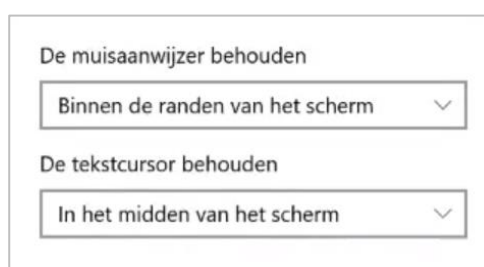 De muisaanwijzer behouden
Binnen de randen van het scherm
De tekstcursor behouden
In het midden van het scherm